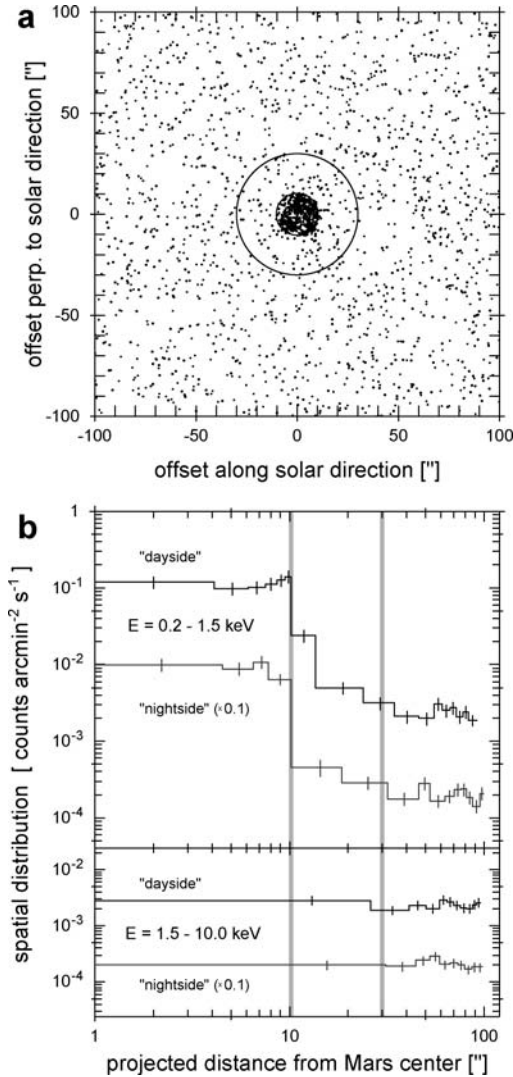 a
100
50
0
-50
-100
offset perp. to solar direction ["]
-100 -50 0 50 100
offset along solar direction ["]
b
1
10⁻¹
10⁻²
10⁻³
10⁻⁴
"dayside"
E = 0.2 - 1.5 keV
"nightside" (×0.1)
spatial distribution [ counts arcmin⁻² s⁻¹ ]
10⁻²
10⁻³
10⁻⁴
"dayside"
E = 1.5 - 10.0 keV
"nightside" (×0.1)
1 10 100
projected distance from Mars center ["]